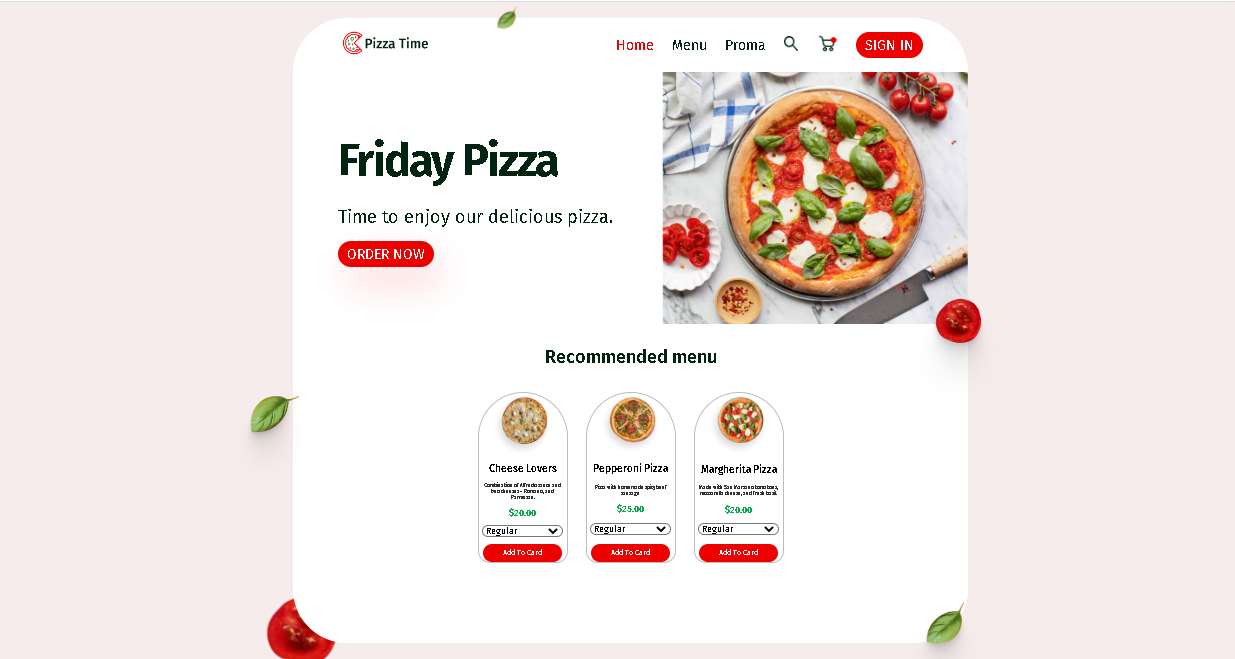 Pizza Time
Home Menu Proma SIGN IN
Friday Pizza
Time to enjoy our delicious pizza.
ORDER NOW
Recommended menu
Cheese Lovers
Combination of Alfredo sauce and
two cheeses - Romano, and
Parmesan.
$20.00
Regular
Add To Card
Pepperoni Pizza
Pizza with homemade spicy beef
sausage
$25.00
Regular
Add To Card
Margherita Pizza
Made with San Marzano tomatoes,
mozzarella cheese, and fresh basil.
$20.00
Regular
Add To Card